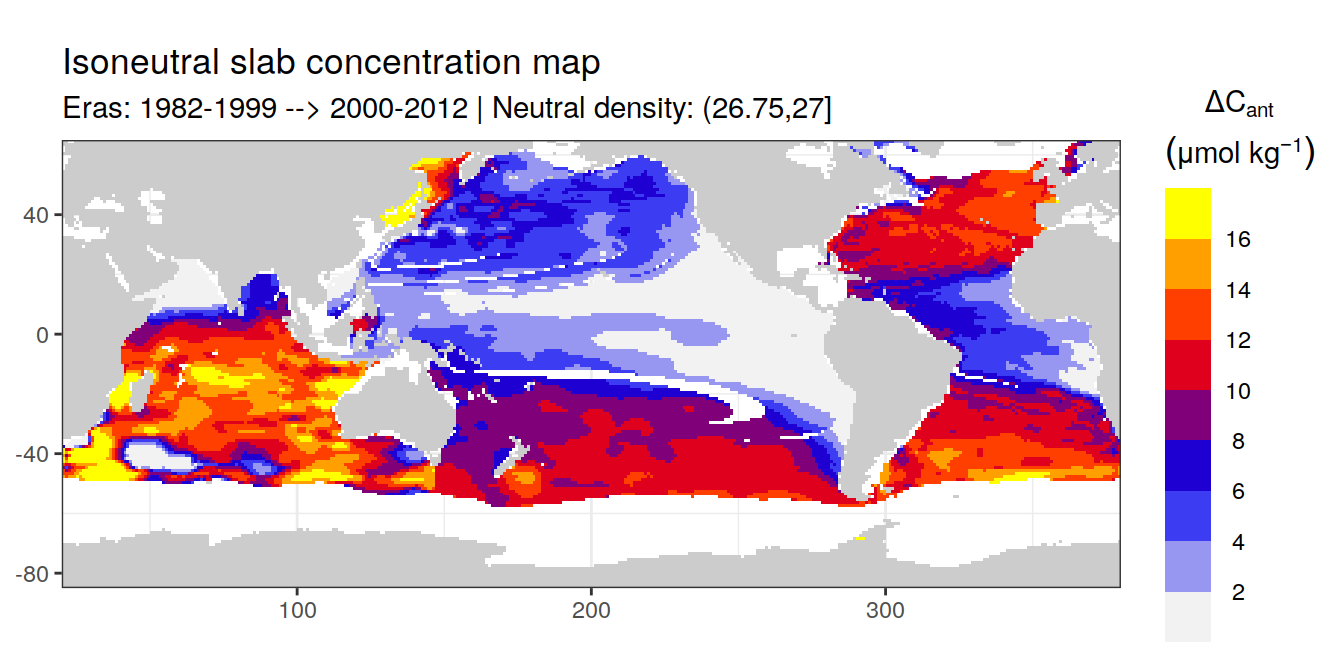 Isoneutral slab concentration map
Eras: 1982-1999 --> 2000-2012 | Neutral density: (26.75,27]
ΔCant
(μmol kg⁻¹)
16
14
12
10
8
6
4
2
40
0
-40
-80
100 200 300